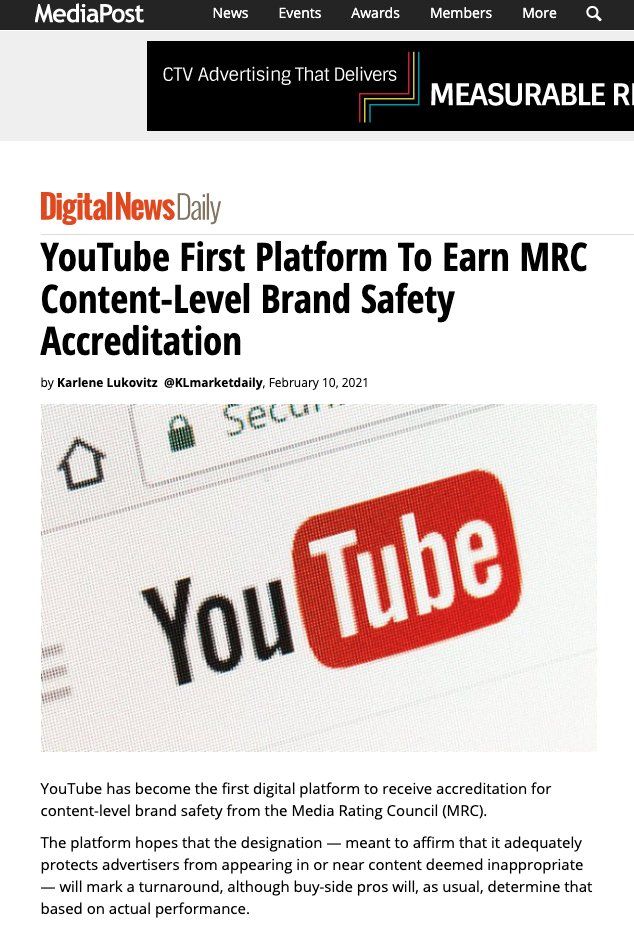 MediaPost
News Events Awards Members More
CTV Advertising That Delivers
MEASURABLE
DigitalNewsDaily
YouTube First Platform To Earn MRC
Content-Level Brand Safety
Accreditation
by Karlene Lukovitz @KLmarketdaily, February 10, 2021
YouTube
YouTube has become the first digital platform to receive accreditation for
content-level brand safety from the Media Rating Council (MRC).
The platform hopes that the designation — meant to affirm that it adequately
protects advertisers from appearing in or near content deemed inappropriate
— will mark a turnaround, although buy-side pros will, as usual, determine that
based on actual performance.